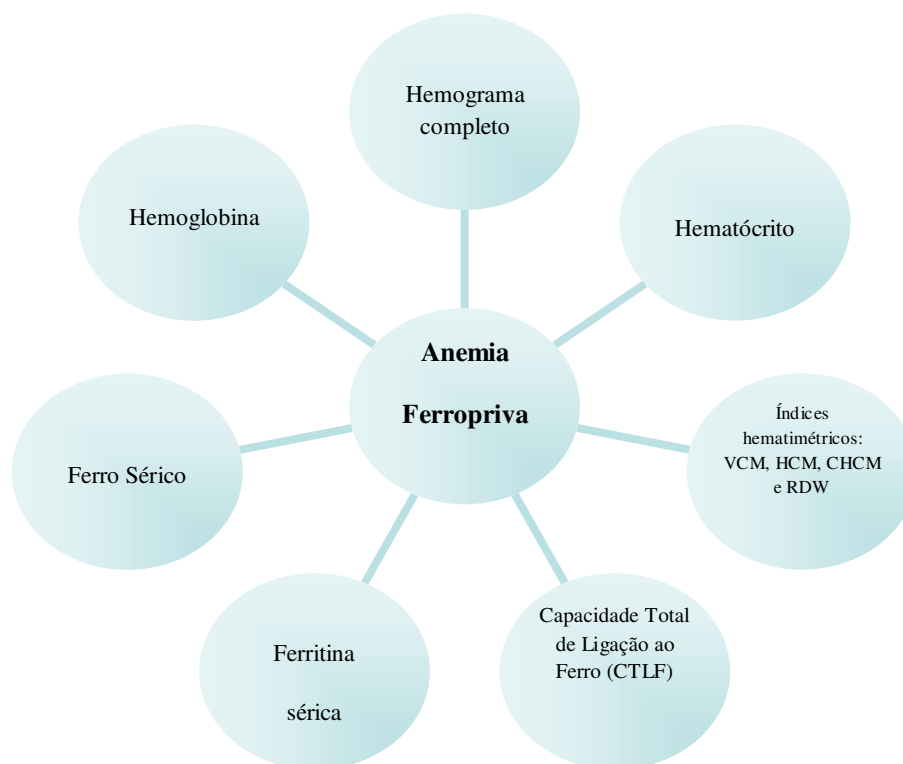 Hemograma
completo
Hemoglobina
Hematócrito
Anemia
Ferropriva
Índices
hematimétricos:
VCM, HCM, CHCM
e RDW
Ferro Sérico
Capacidade Total
de Ligação ao
Ferro (CTLF)
Ferritina
sérica